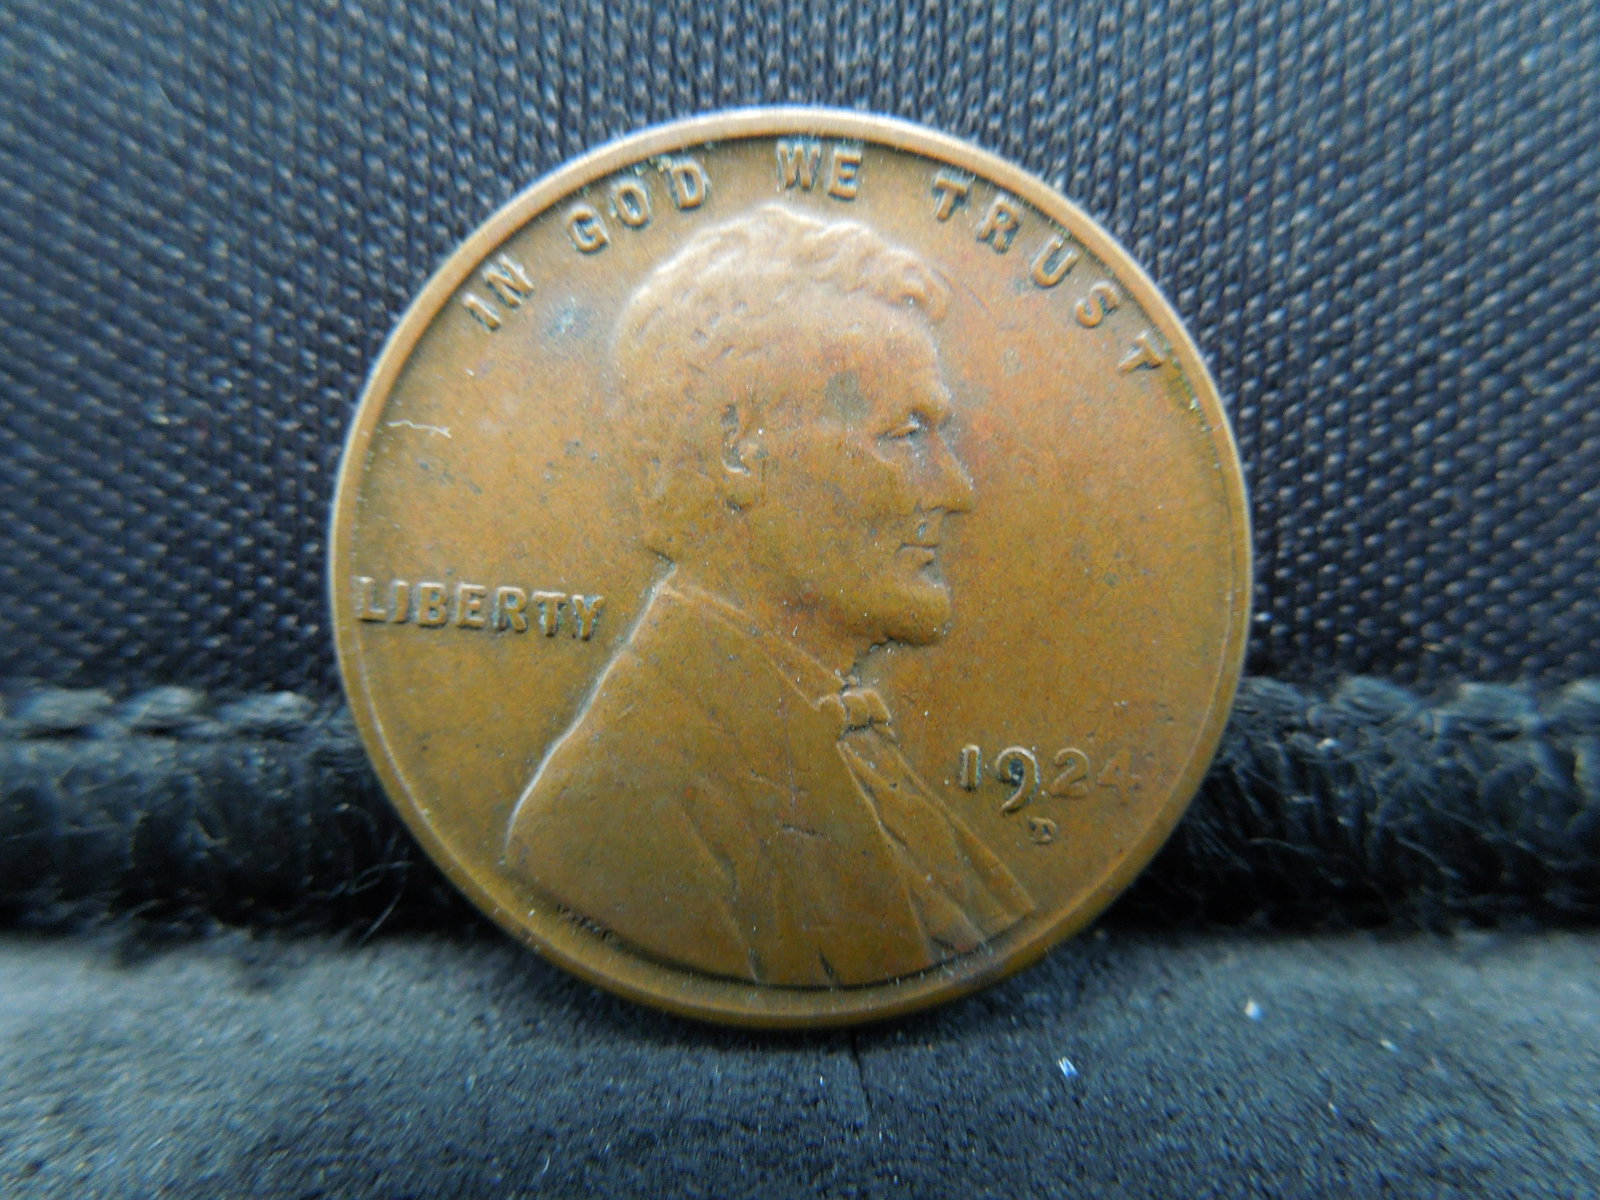 IN GOD WE TRUST
LIBERTY
1924
D